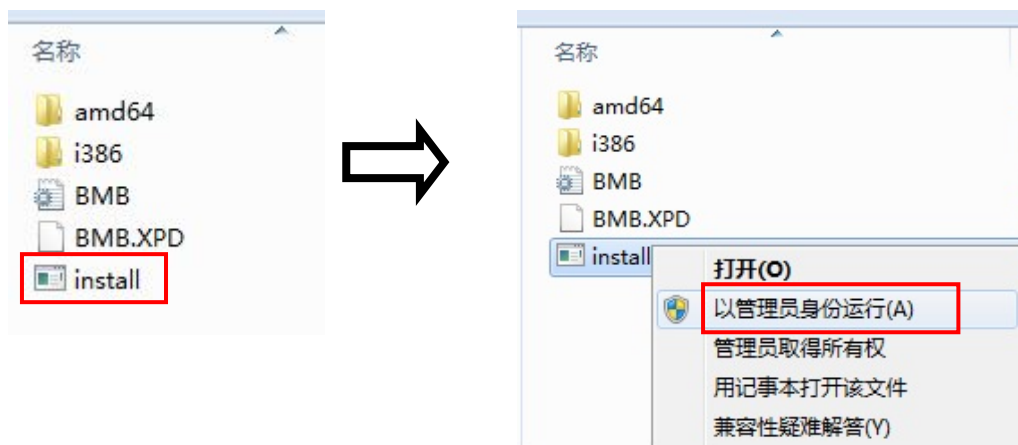 名称
amd64
i386
BMB
BMB.XPD
install
名称
amd64
i386
BMB
BMB.XPD
install
打开(O)
以管理员身份运行(A)
管理员取得所有权
用记事本打开该文件
兼容性疑难解答(Y)